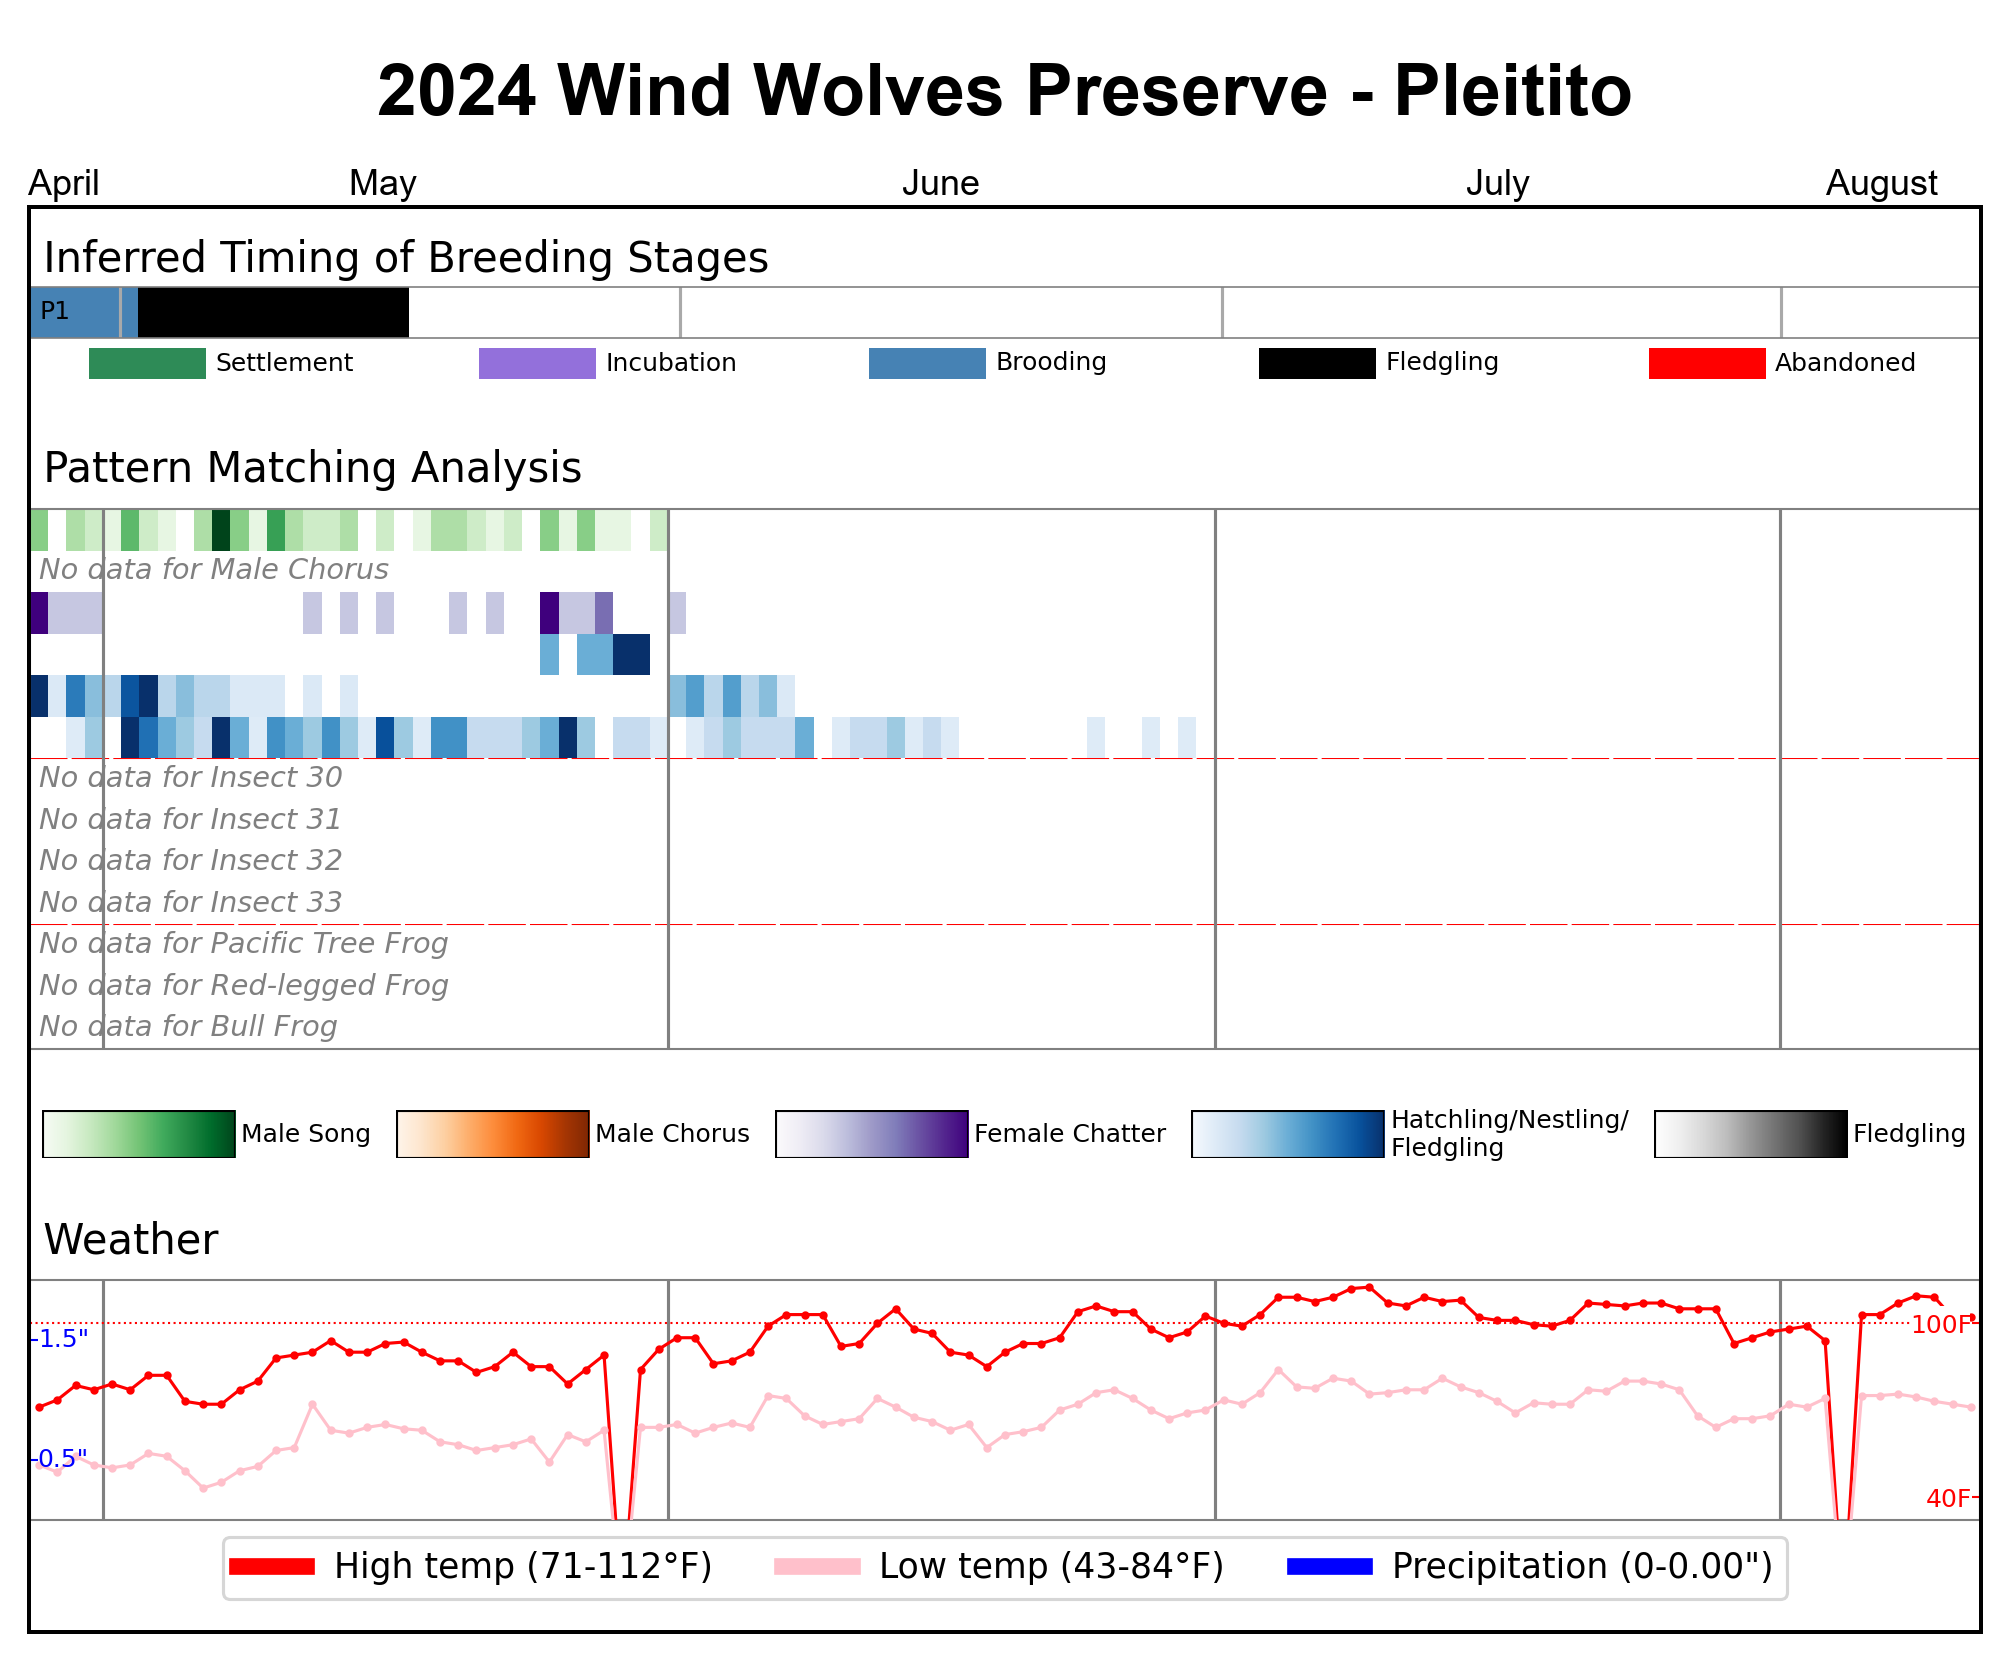 2024 Wind Wolves Preserve - Pleitito
April May June July August
Inferred Timing of Breeding Stages
P1
Settlement Incubation Brooding Fledgling Abandoned
Pattern Matching Analysis
No data for Male Chorus
No data for Insect 30
No data for Insect 31
No data for Insect 32
No data for Insect 33
No data for Pacific Tree Frog
No data for Red-legged Frog
No data for Bull Frog
Male Song Male Chorus Female Chatter Hatchling/Nestling/
Fledgling Fledgling
Weather
1.5" 100F
0.5" 40F
High temp (71-112°F) Low temp (43-84°F) Precipitation (0-0.00")